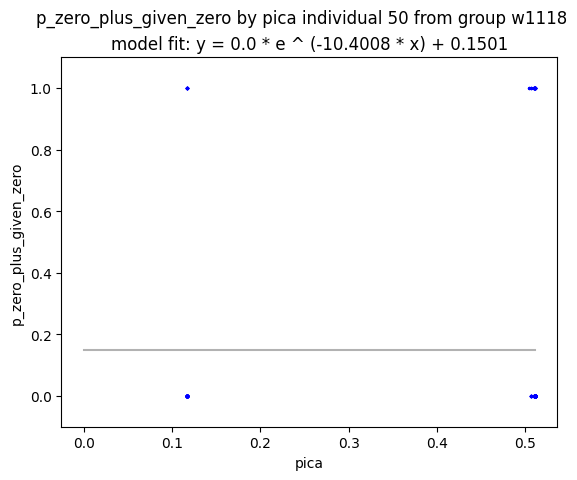 p_zero_plus_given_zero by pica individual 50 from group w1118
model fit: y = 0.0 * e ^ (-10.4008 * x) + 0.1501
p_zero_plus_given_zero
1.0
0.8
0.6
0.4
0.2
0.0
0.0 0.1 0.2 0.3 0.4 0.5
pica